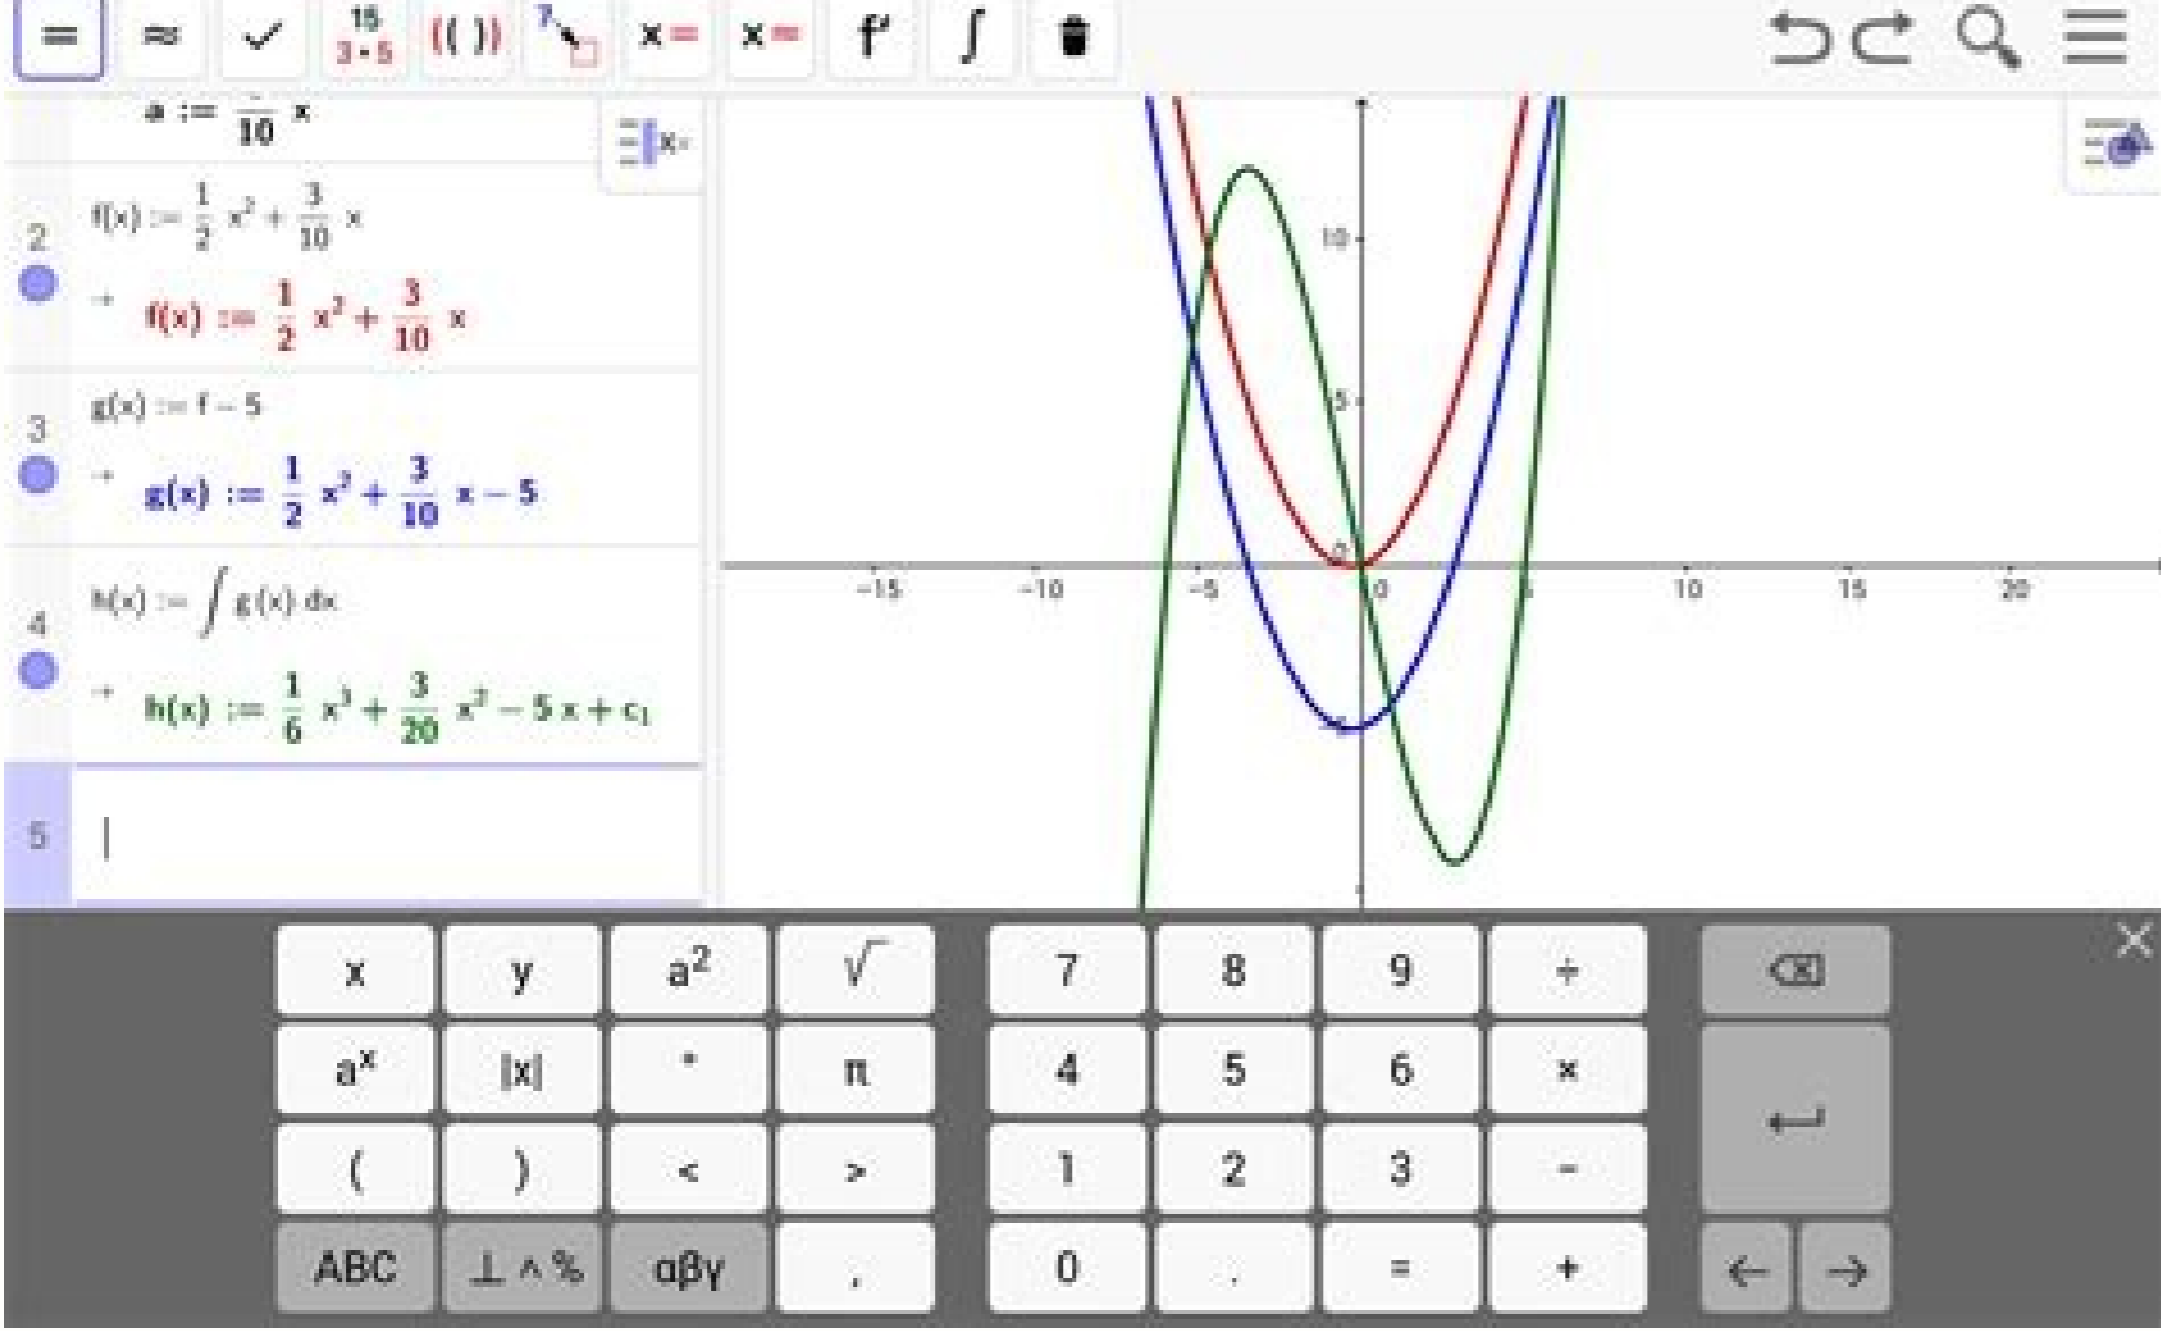 = ≈ ✓ 15 3·5 (( )) 7 x= x≈ f' ∫
a := /10 x
x=
2
f(x) := 1/2 x² + 3/10 x
→ f(x) := 1/2 x² + 3/10 x
3
g(x) := f − 5
→ g(x) := 1/2 x² + 3/10 x − 5
4
h(x) := ∫ g(x) dx
→ h(x) := 1/6 x³ + 3/20 x² − 5 x + c₁
5
10
5
0
−15 −10 −5 0 5 10 15 20
−5
x y a² √ 7 8 9 ÷
aˣ |x| ° π 4 5 6 ×
( ) < > 1 2 3 −
ABC ⊥ ∧ % αβγ , 0 . = + ← →